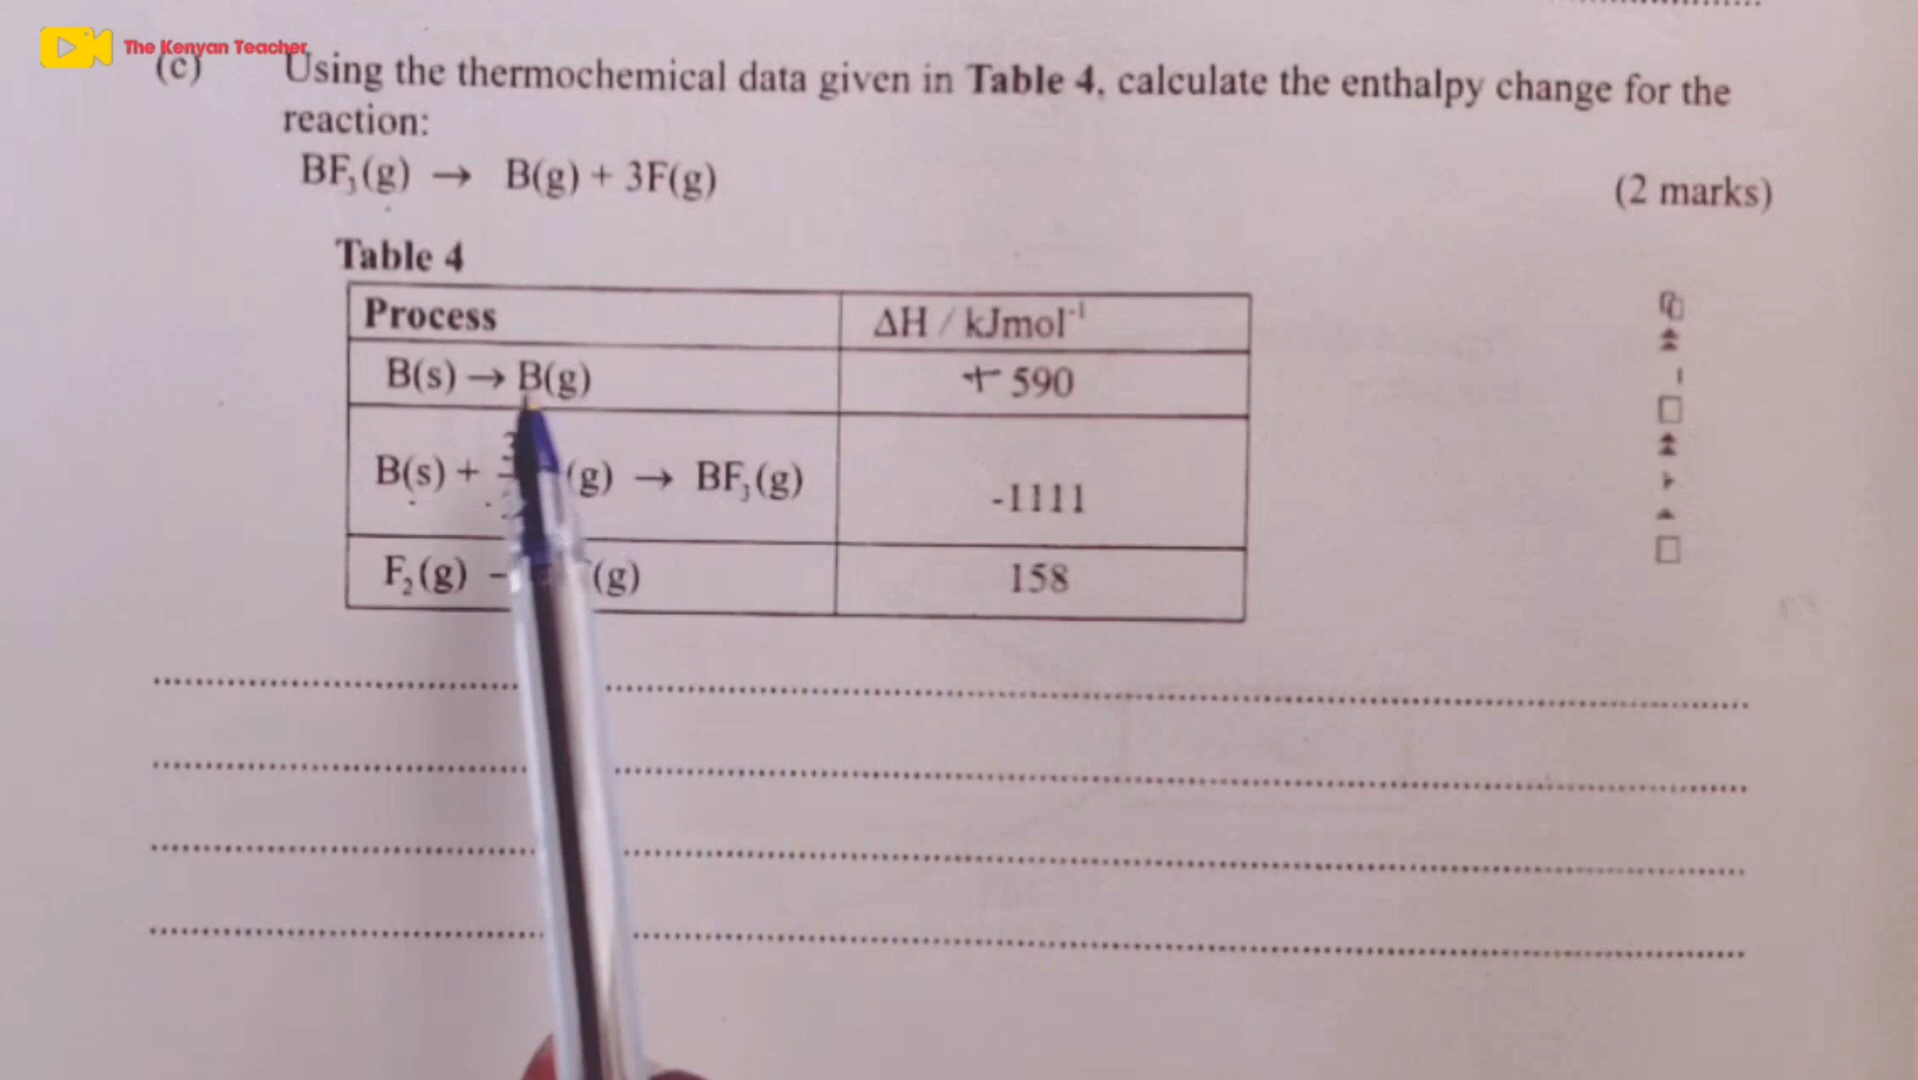 The Kenyan Teacher
(c) Using the thermochemical data given in Table 4, calculate the enthalpy change for the
reaction:
BF₃(g) → B(g) + 3F(g)
(2 marks)
Table 4
Process ΔH / kJmol⁻¹
B(s) → B(g) + 590
B(s) + (g) → BF₃(g) -1111
F₂(g) (g) 158